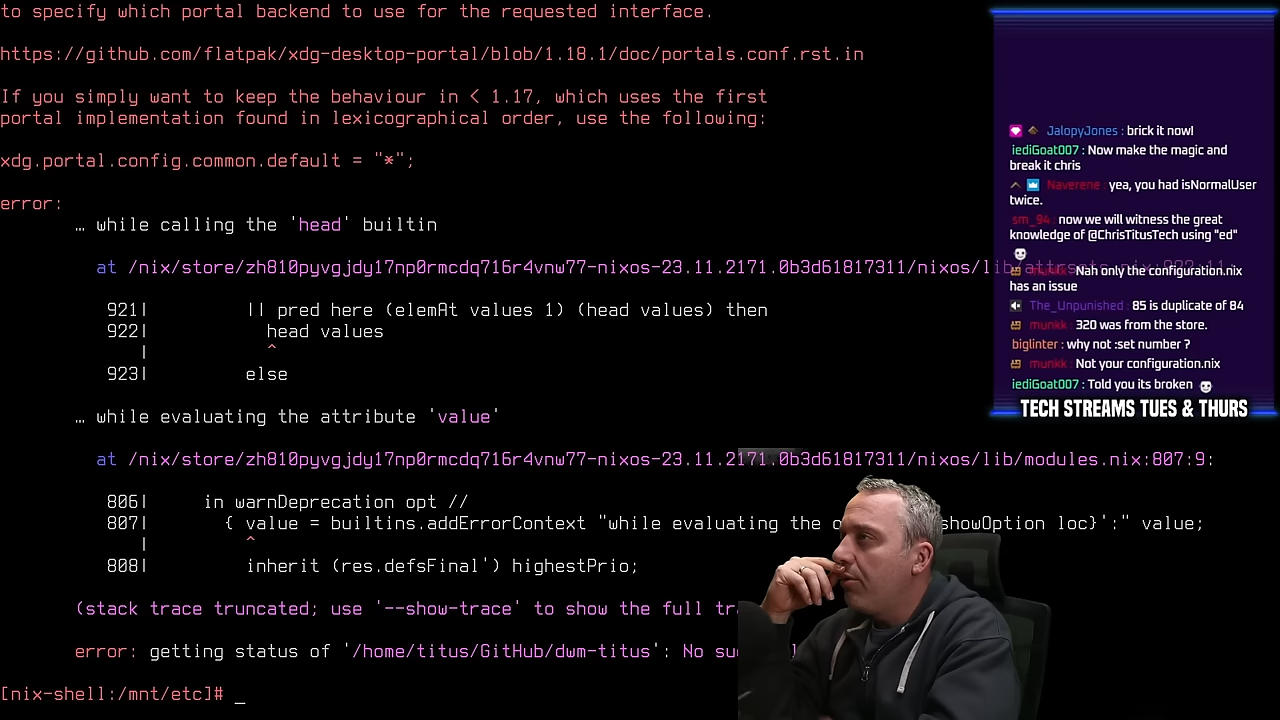 to specify which portal backend to use for the requested interface.
https://github.com/flatpak/xdg-desktop-portal/blob/1.18.1/doc/portals.conf.rst.in
If you simply want to keep the behaviour in < 1.17, which uses the first
portal implementation found in lexicographical order, use the following:
xdg.portal.config.common.default = "*";
error:
… while calling the 'head' builtin
at /nix/store/zh810pyvgjdy17np0rmcdq716r4vnw77-nixos-23.11.2171.0b3d61817311/nixos/lib/attrsets.nix:922:11:
921| || pred here (elemAt values 1) (head values) then
922| head values
| ^
923| else
… while evaluating the attribute 'value'
at /nix/store/zh810pyvgjdy17np0rmcdq716r4vnw77-nixos-23.11.2171.0b3d61817311/nixos/lib/modules.nix:807:9:
806| in warnDeprecation opt //
807| { value = builtins.addErrorContext "while evaluating the showOption loc}':" value;
| ^
808| inherit (res.defsFinal') highestPrio;
(stack trace truncated; use '--show-trace' to show the full
error: getting status of '/home/titus/GitHub/dwm-titus': No
[nix-shell:/mnt/etc]# _
JalopyJones : brick it now!
iediGoat007 : Now make the magic and
break it chris
Naverene : yea, you had isNormalUser
twice.
sm_94 : now we will witness the great
knowledge of @ChrisTitusTech using "ed"
munkk : Nah only the configuration.nix
has an issue
The_Unpunished : 85 is duplicate of 84
munkk : 320 was from the store.
biglinter : why not :set number ?
munkk : Not your configuration.nix
iediGoat007 : Told you its broken
TECH STREAMS TUES & THURS